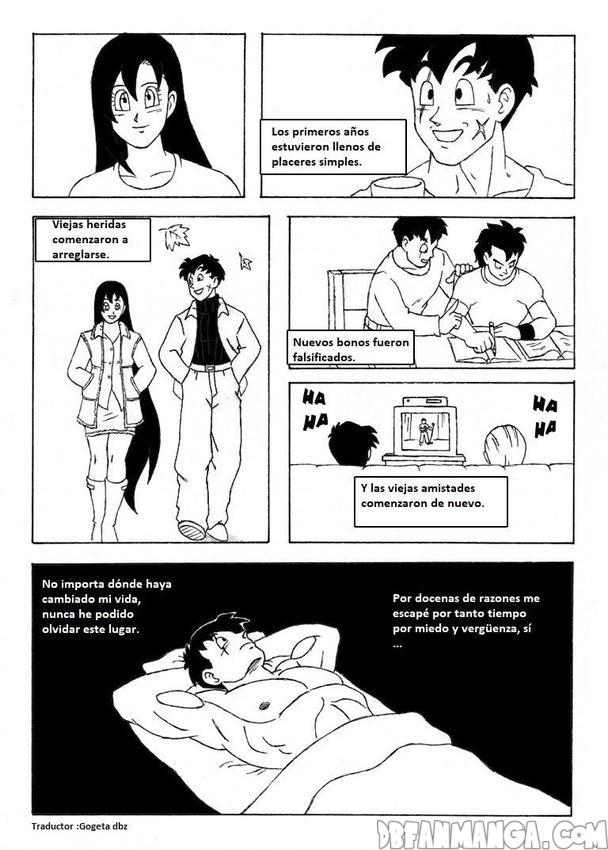 Los primeros años
estuvieron llenos de
placeres simples.
Viejas heridas
comenzaron a
arreglarse.
Nuevos bonos fueron
falsificados.
HA
HA
HA
HA
Y las viejas amistades
comenzaron de nuevo.
No importa dónde haya
cambiado mi vida,
nunca he podido
olvidar este lugar.
Por docenas de razones me
escapé por tanto tiempo
por miedo y vergüenza, sí
...
Traductor :Gogeta dbz
DBFANMANGA.COM